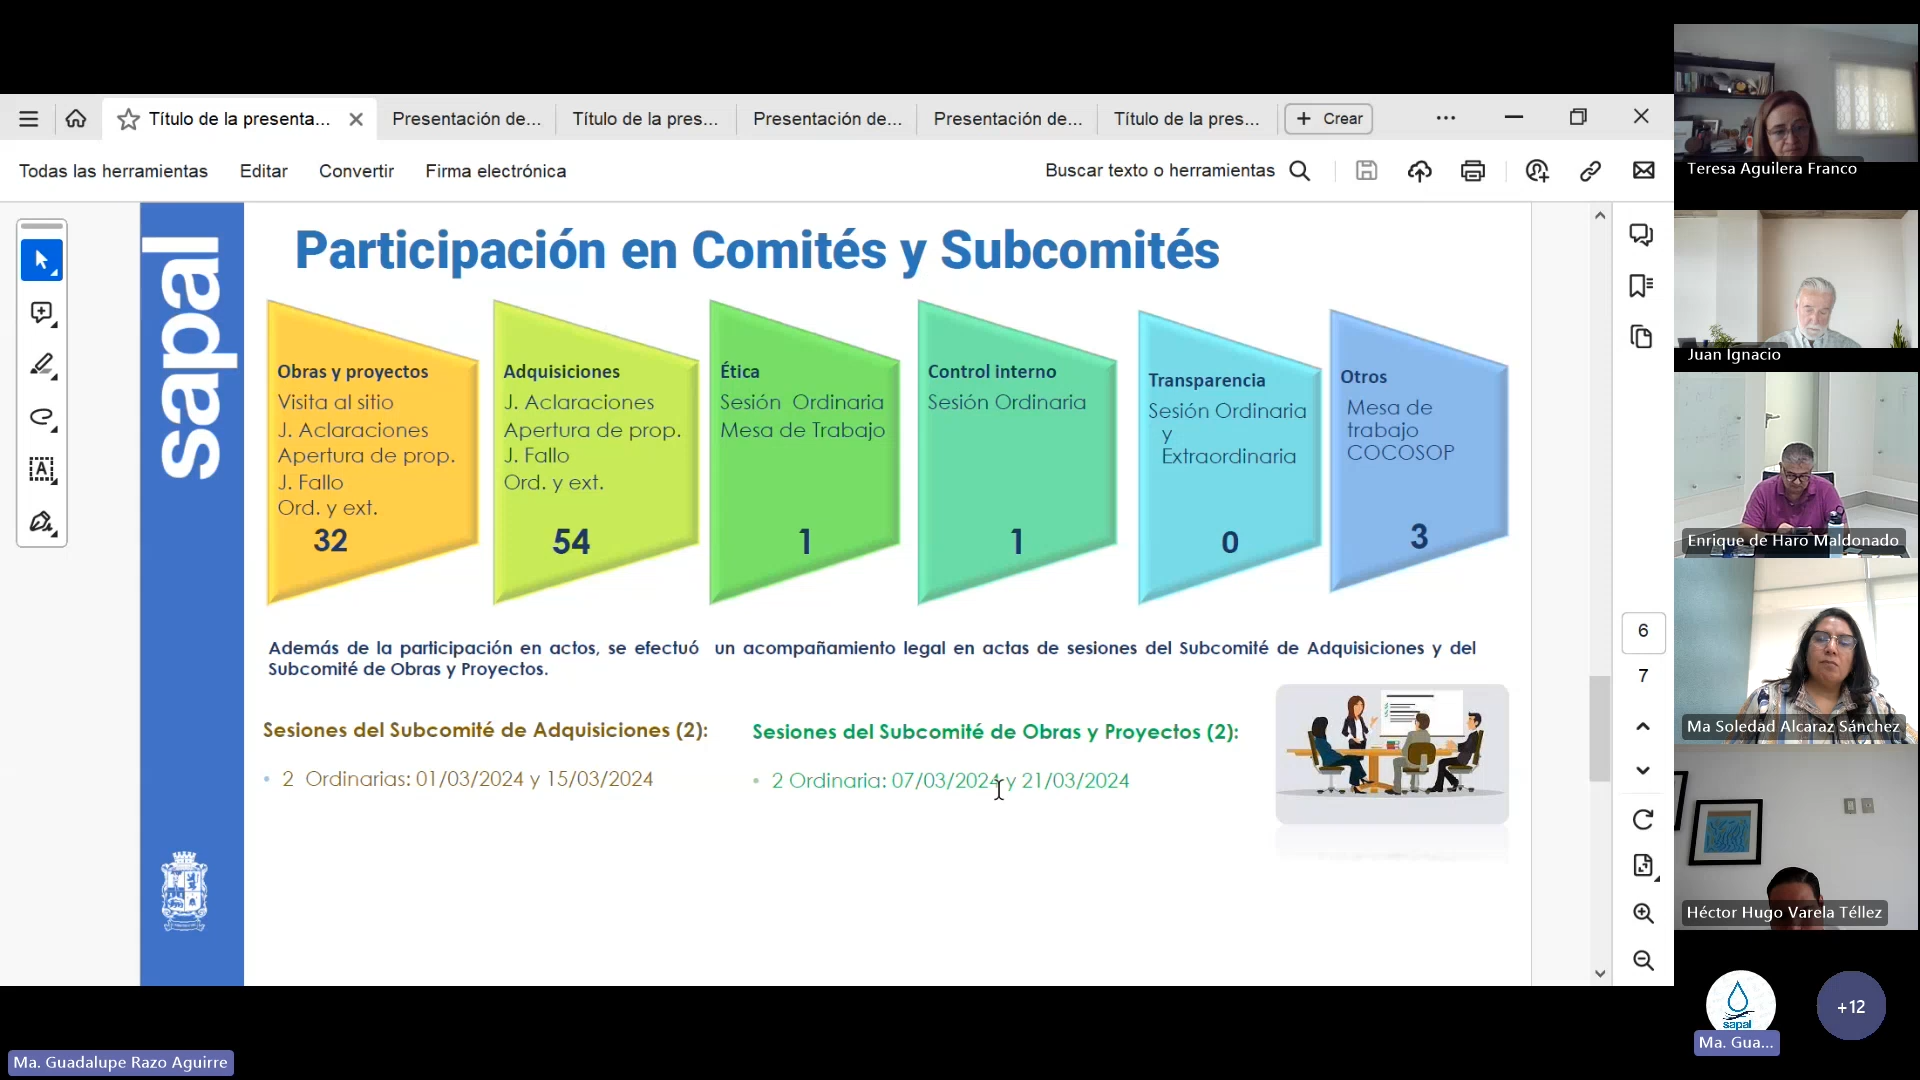 Título de la presenta...
Presentación de...
Título de la pres...
Presentación de...
Presentación de...
Título de la pres...
Crear
Todas las herramientas
Editar
Convertir
Firma electrónica
Buscar texto o herramientas
sapal
Participación en Comités y Subcomités
Obras y proyectos
Visita al sitio
J. Aclaraciones
Apertura de prop.
J. Fallo
Ord. y ext.
32
Adquisiciones
J. Aclaraciones
Apertura de prop.
J. Fallo
Ord. y ext.
54
Ética
Sesión Ordinaria
Mesa de Trabajo
1
Control interno
Sesión Ordinaria
1
Transparencia
Sesión Ordinaria
y
Extraordinaria
0
Otros
Mesa de
trabajo
COCOSOP
3
Además de la participación en actos, se efectuó un acompañamiento legal en actas de sesiones del Subcomité de Adquisiciones y del
Subcomité de Obras y Proyectos.
Sesiones del Subcomité de Adquisiciones (2):
• 2 Ordinarias: 01/03/2024 y 15/03/2024
Sesiones del Subcomité de Obras y Proyectos (2):
• 2 Ordinaria: 07/03/2024 y 21/03/2024
6
7
Teresa Aguilera Franco
Juan Ignacio
Enrique de Haro Maldonado
Ma Soledad Alcaraz Sánchez
Héctor Hugo Varela Téllez
sapal
Ma. Gua...
+12
Ma. Guadalupe Razo Aguirre